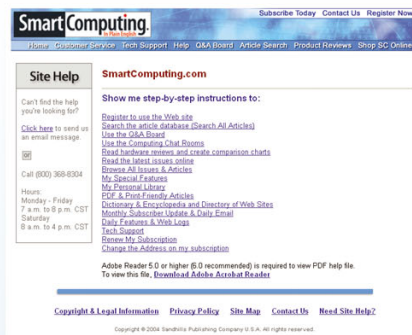 Subscribe Today Contact Us Register Now
Smart Computing.
In Plain English
Home Customer Service Tech Support Help Q&A Board Article Search Product Reviews Shop SC Online
Site Help
Can't find the help
you're looking for?
Click here to send us
an email message.
or
Call (800) 368-8304
Hours:
Monday - Friday
7 a.m. to 8 p.m. CST
Saturday
8 a.m. to 4 p.m. CST
SmartComputing.com
Show me step-by-step instructions to:
Register to use the Web site
Search the article database (Search All Articles)
Use the Q&A Board
Use the Computing Chat Rooms
Read hardware reviews and create comparison charts
Read the latest issues online
Browse All Issues & Articles
My Special Features
My Personal Library
PDF & Print-Friendly Articles
Dictionary & Encyclopedia and Directory of Web Sites
Monthly Subscriber Update & Daily Email
Daily Features & Web Logs
Tech Support
Renew My Subscription
Change the Address on my subscription
Adobe Reader 5.0 or higher (6.0 recommended) is required to view PDF help file.
To view this file, Download Adobe Acrobat Reader
Copyright & Legal Information Privacy Policy Site Map Contact Us Need Site Help?
Copyright © 2004 Sandhills Publishing Company U.S.A. All rights reserved.